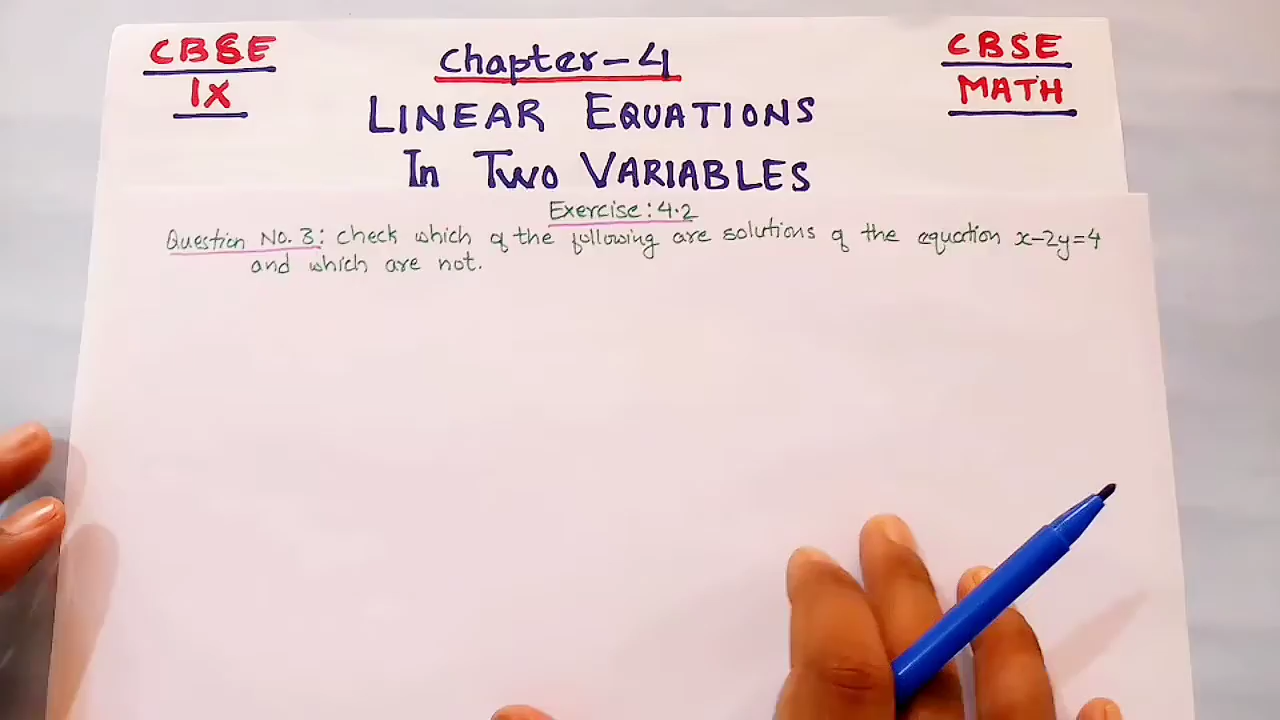 CBSE
IX
Chapter-4
LINEAR EQUATIONS
In TWO VARIABLES
CBSE
MATH
Exercise: 4.2
Question No. 3: Check which of the following are solutions of the equation x-2y=4
and which are not.